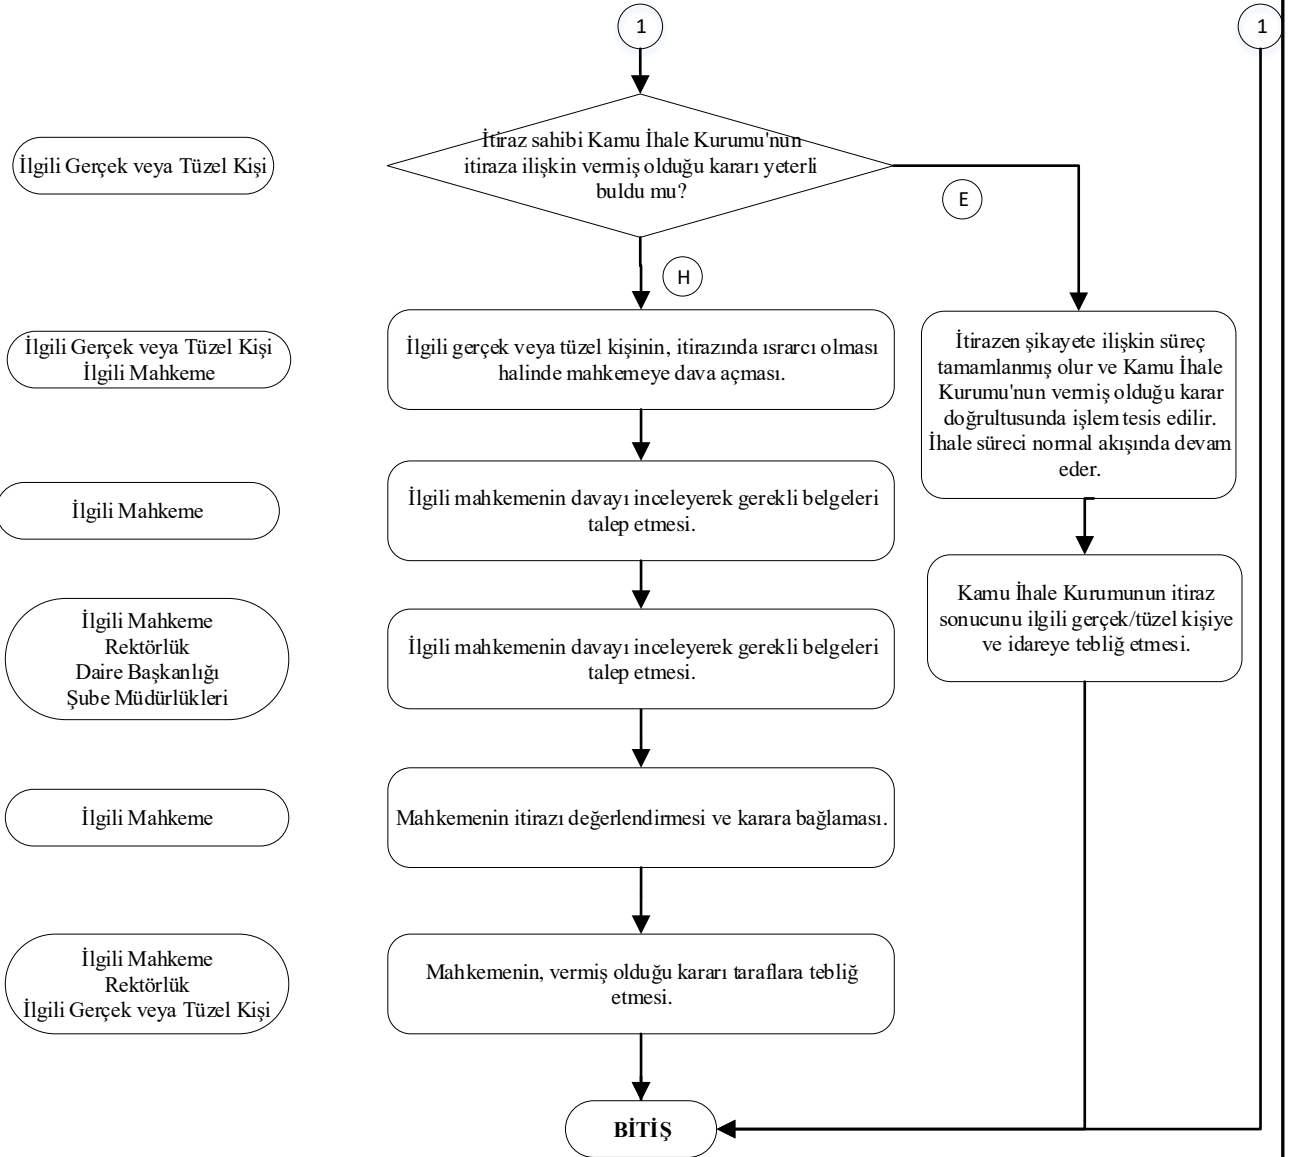 1
1
İlgili Gerçek veya Tüzel Kişi
İtiraz sahibi Kamu İhale Kurumu'nun
itiraza ilişkin vermiş olduğu kararı yeterli
buldu mu?
E
H
İlgili Gerçek veya Tüzel Kişi
İlgili Mahkeme
İlgili gerçek veya tüzel kişinin, itirazında ısrarcı olması
halinde mahkemeye dava açması.
İtirazen şikayete ilişkin süreç
tamamlanmış olur ve Kamu İhale
Kurumu'nun vermiş olduğu karar
doğrultusunda işlem tesis edilir.
İhale süreci normal akışında devam
eder.
İlgili Mahkeme
İlgili mahkemenin davayı inceleyerek gerekli belgeleri
talep etmesi.
Kamu İhale Kurumunun itiraz
sonucunu ilgili gerçek/tüzel kişiye
ve idareye tebliğ etmesi.
İlgili Mahkeme
Rektörlük
Daire Başkanlığı
Şube Müdürlükleri
İlgili mahkemenin davayı inceleyerek gerekli belgeleri
talep etmesi.
İlgili Mahkeme
Mahkemenin itirazı değerlendirmesi ve karara bağlaması.
İlgili Mahkeme
Rektörlük
İlgili Gerçek veya Tüzel Kişi
Mahkemenin, vermiş olduğu kararı taraflara tebliğ
etmesi.
BİTİŞ